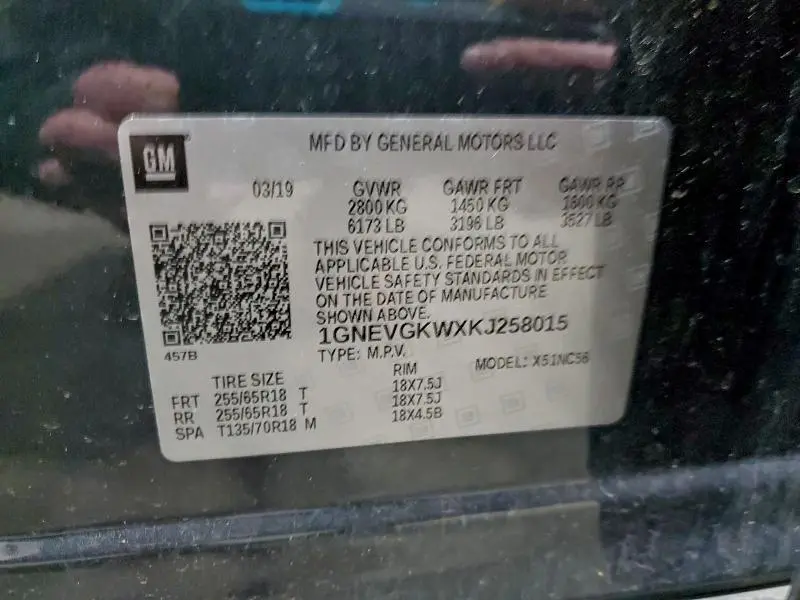 GM
MFD BY GENERAL MOTORS LLC
03/19 GVWR GAWR FRT GAWR RR
2800 KG 1450 KG 1600 KG
6173 LB 3196 LB 3527 LB
THIS VEHICLE CONFORMS TO ALL
APPLICABLE U.S. FEDERAL MOTOR
VEHICLE SAFETY STANDARDS IN EFFECT
ON THE DATE OF MANUFACTURE
SHOWN ABOVE.
1GNEVGKWXKJ258015
457B
TYPE: M.P.V. MODEL: X51NC56
TIRE SIZE RIM
FRT 255/65R18 T 18X7.5J
RR 255/65R18 T 18X7.5J
SPA T135/70R18 M 18X4.5B